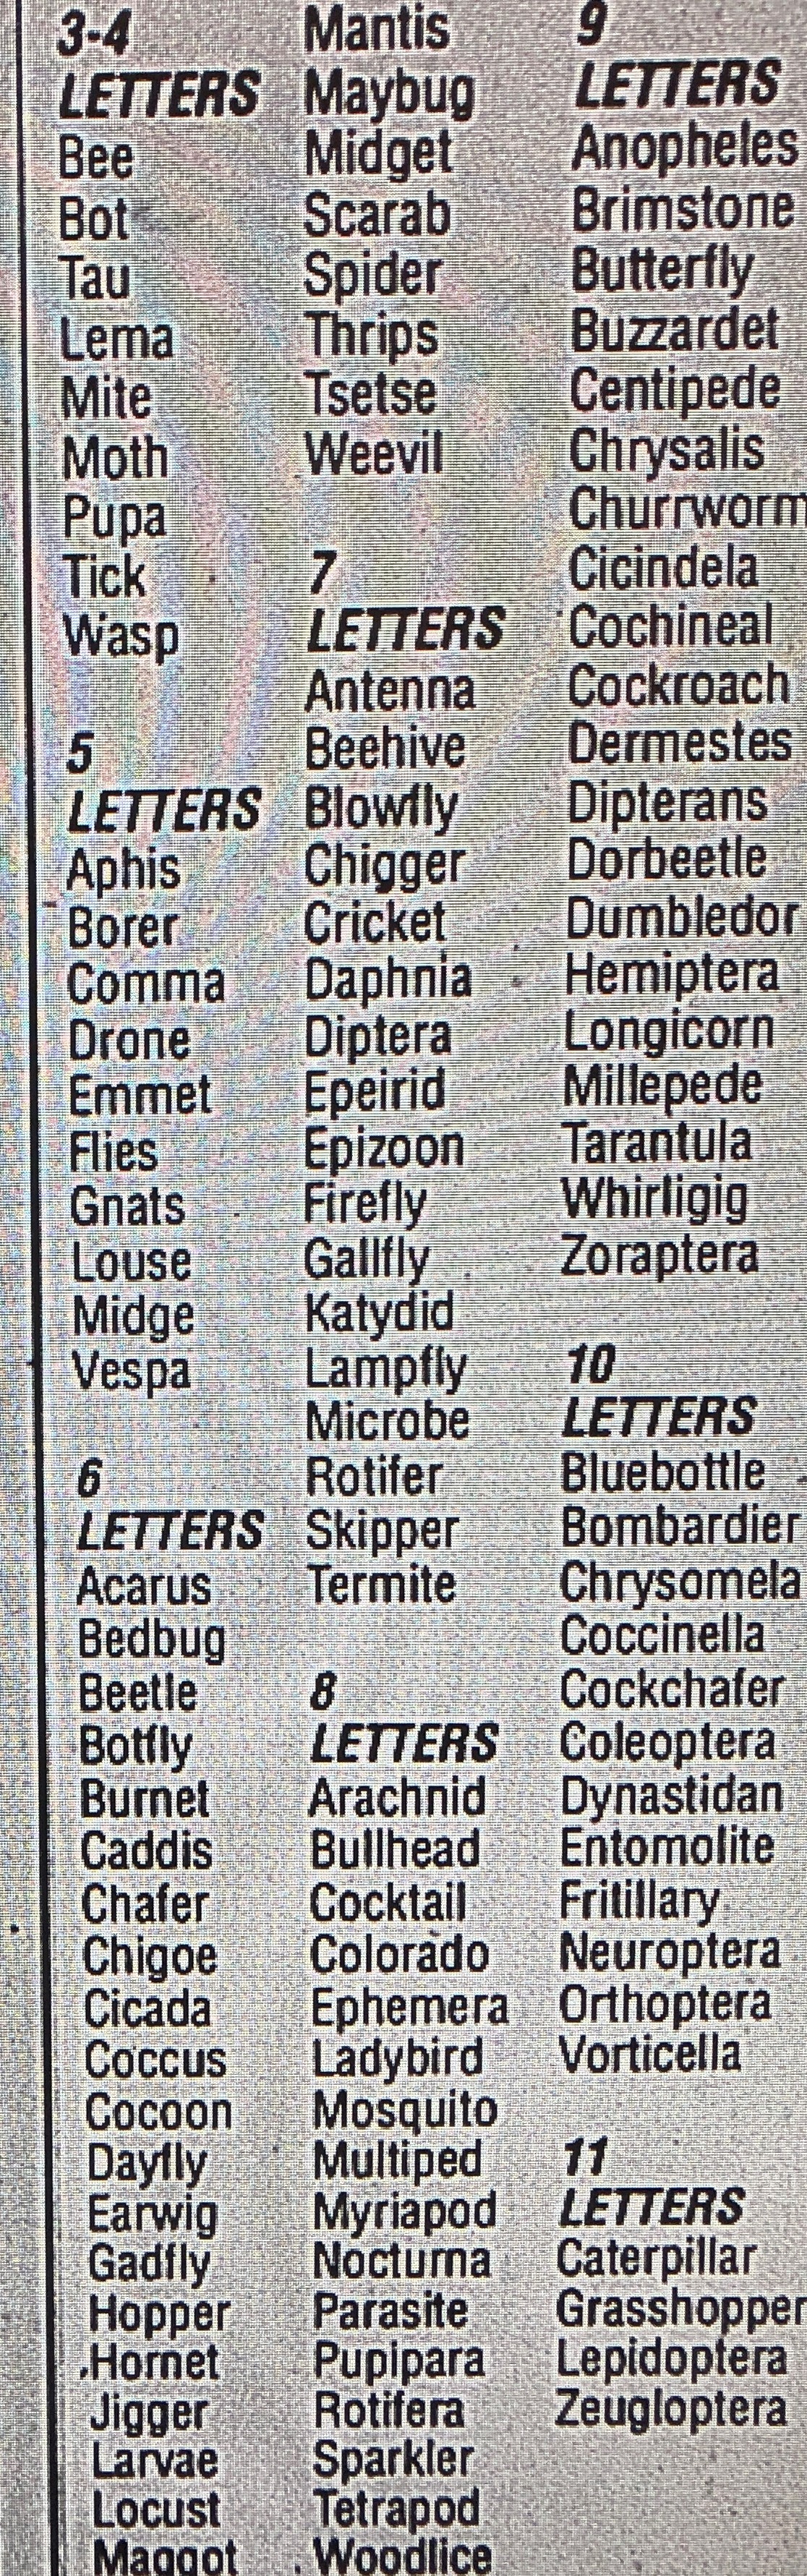 3-4
LETTERS
Bee
Bot
Tau
Lema
Mite
Moth
Pupa
Tick
Wasp
5
LETTERS
Aphis
Borer
Comma
Drone
Emmet
Flies
Gnats
Louse
Midge
Vespa
6
LETTERS
Acarus
Bedbug
Beetle
Botfly
Burnet
Caddis
Chafer
Chigoe
Cicada
Coccus
Cocoon
Dayfly
Earwig
Gadfly
Hopper
Hornet
Jigger
Larvae
Locust
Maggot
Mantis
Maybug
Midget
Scarab
Spider
Thrips
Tsetse
Weevil
7
LETTERS
Antenna
Beehive
Blowfly
Chigger
Cricket
Daphnia
Diptera
Epeirid
Epizoon
Firefly
Gallfly
Katydid
Lampfly
Microbe
Rotifer
Skipper
Termite
8
LETTERS
Arachnid
Bullhead
Cocktail
Colorado
Ephemera
Ladybird
Mosquito
Multiped
Myriapod
Nocturna
Parasite
Pupipara
Rotifera
Sparkler
Tetrapod
Woodlice
9
LETTERS
Anopheles
Brimstone
Butterfly
Buzzardet
Centipede
Chrysalis
Churrworm
Cicindela
Cochineal
Cockroach
Dermestes
Dipterans
Dorbeetle
Dumbledor
Hemiptera
Longicorn
Millepede
Tarantula
Whirligig
Zoraptera
10
LETTERS
Bluebottle
Bombardier
Chrysomela
Coccinella
Cockchafer
Coleoptera
Dynastidan
Entomolite
Fritillary
Neuroptera
Orthoptera
Vorticella
11
LETTERS
Caterpillar
Grasshopper
Lepidoptera
Zeugloptera